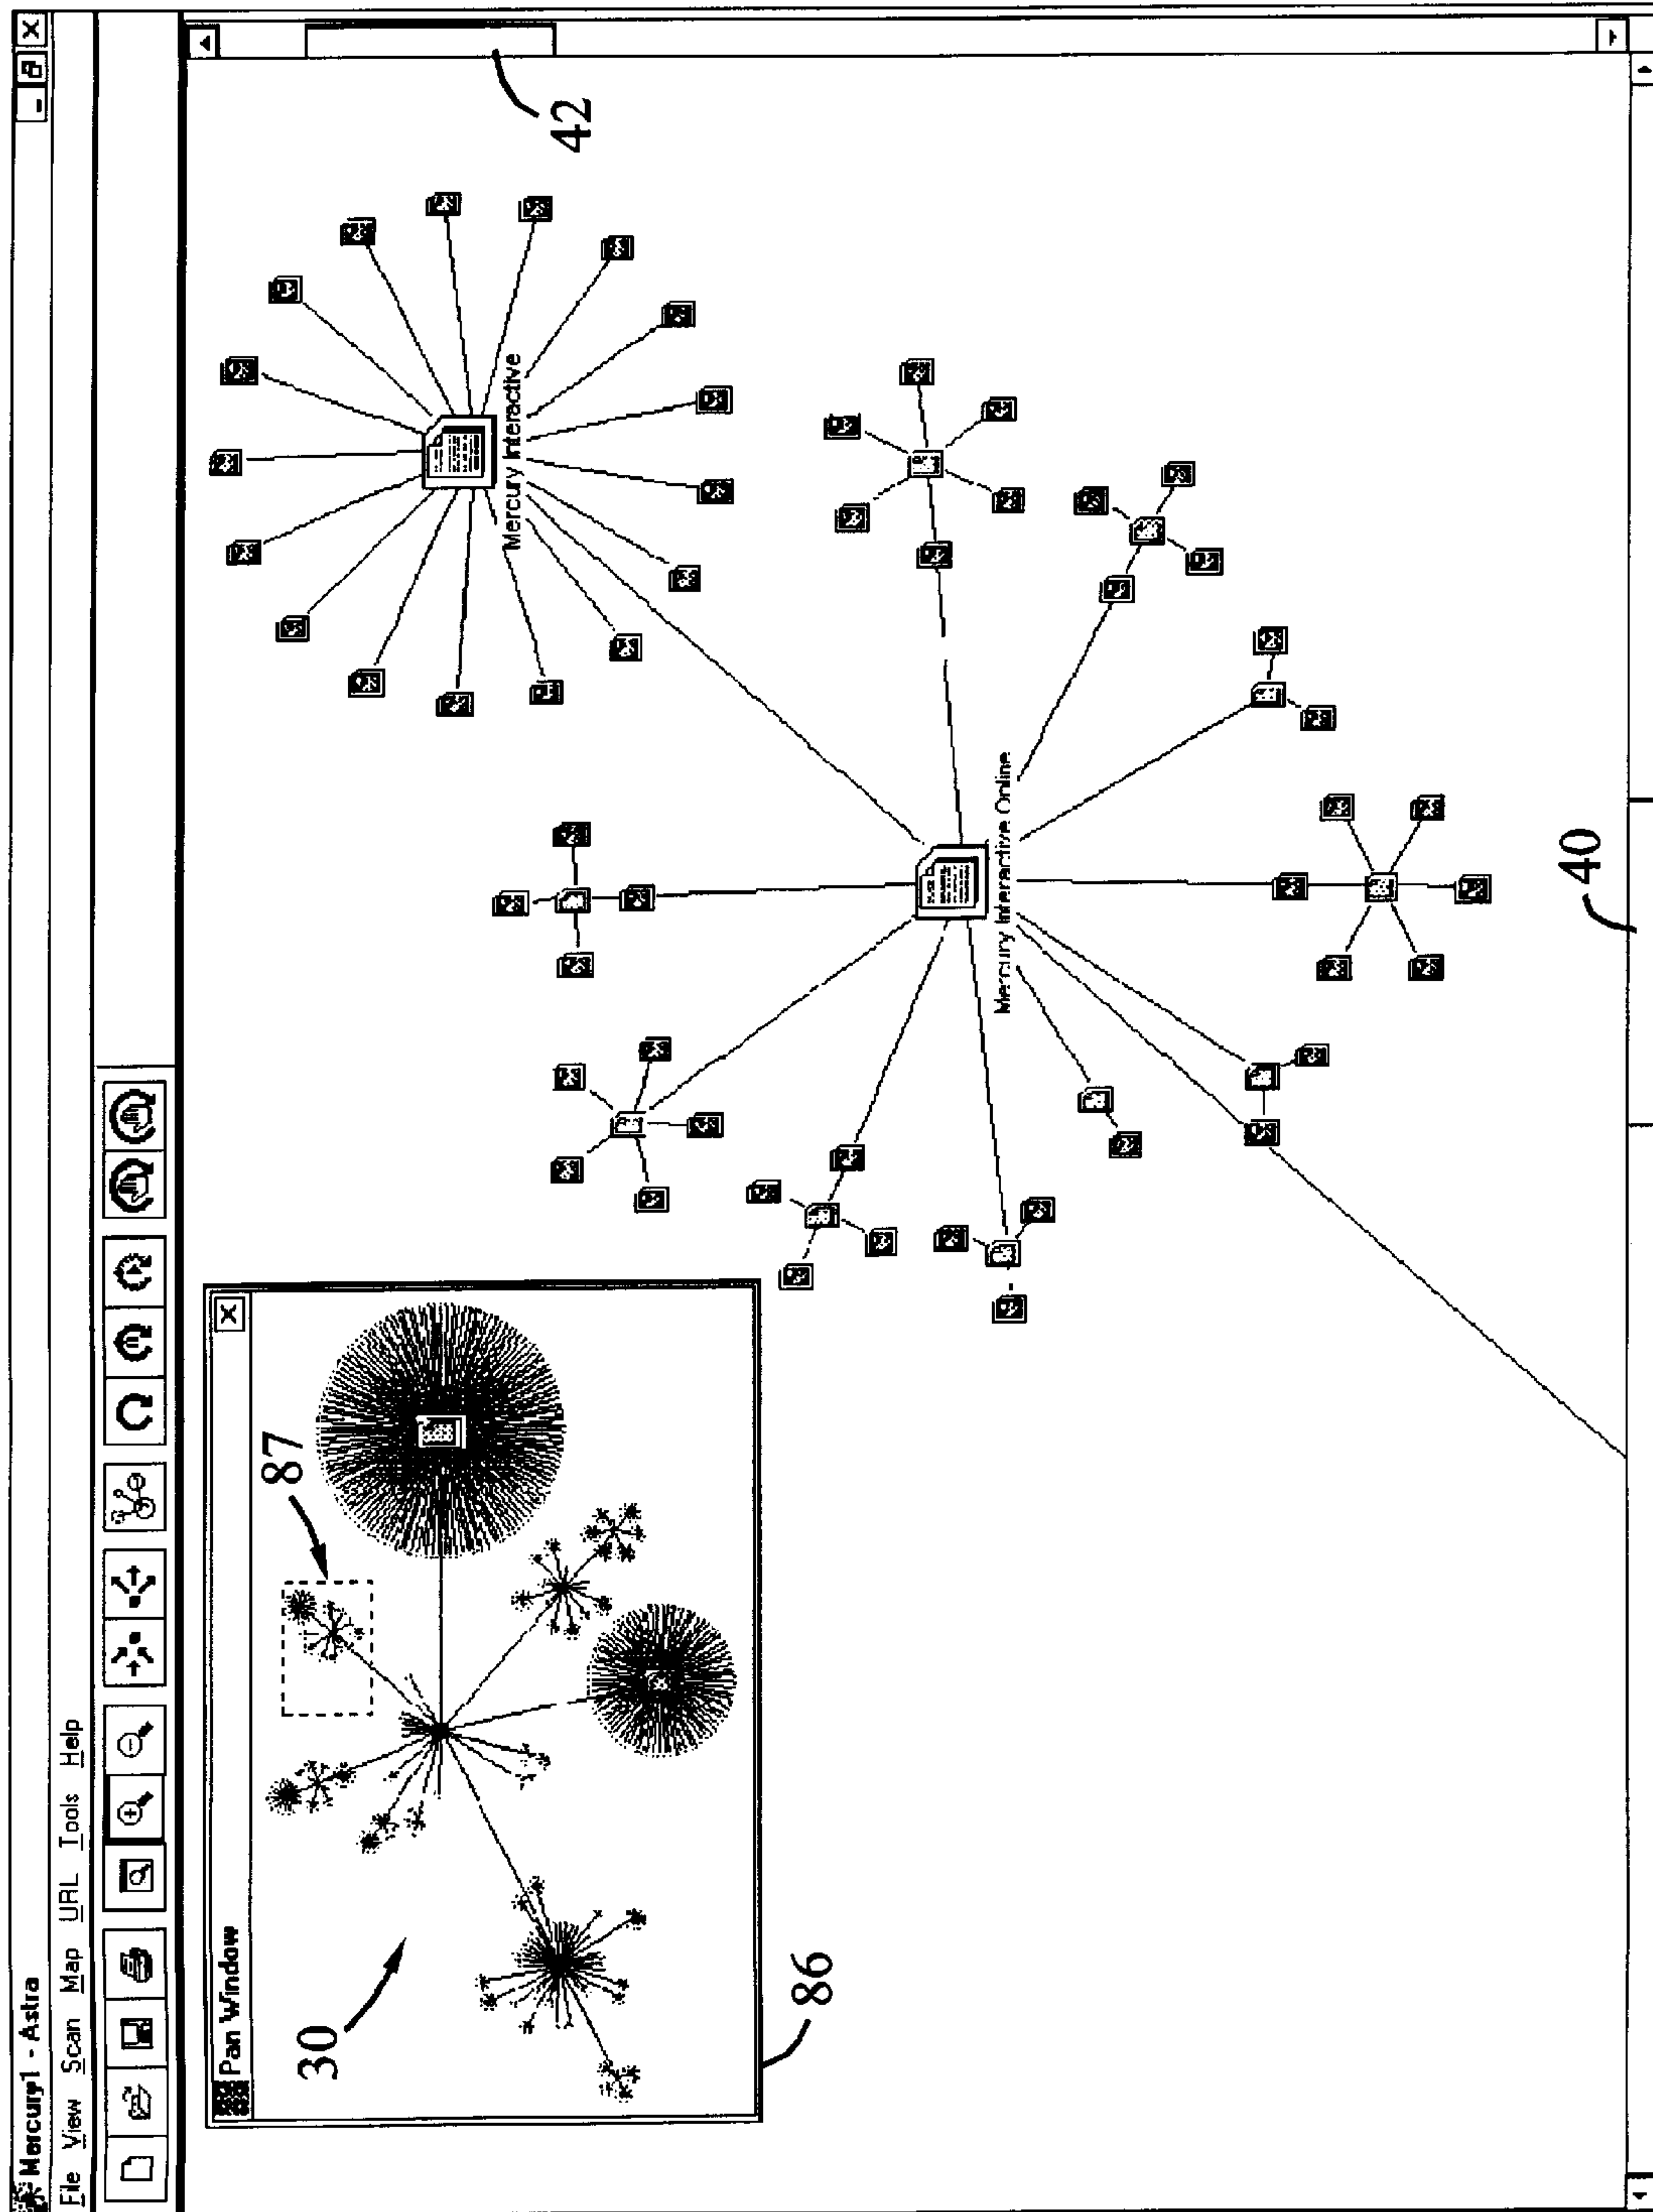 Mercury1 - Astra
File View Scan Map URL Tools Help
Pan Window
30
87
86
Mercury Interactive
42
Mercury Interactive Online
40